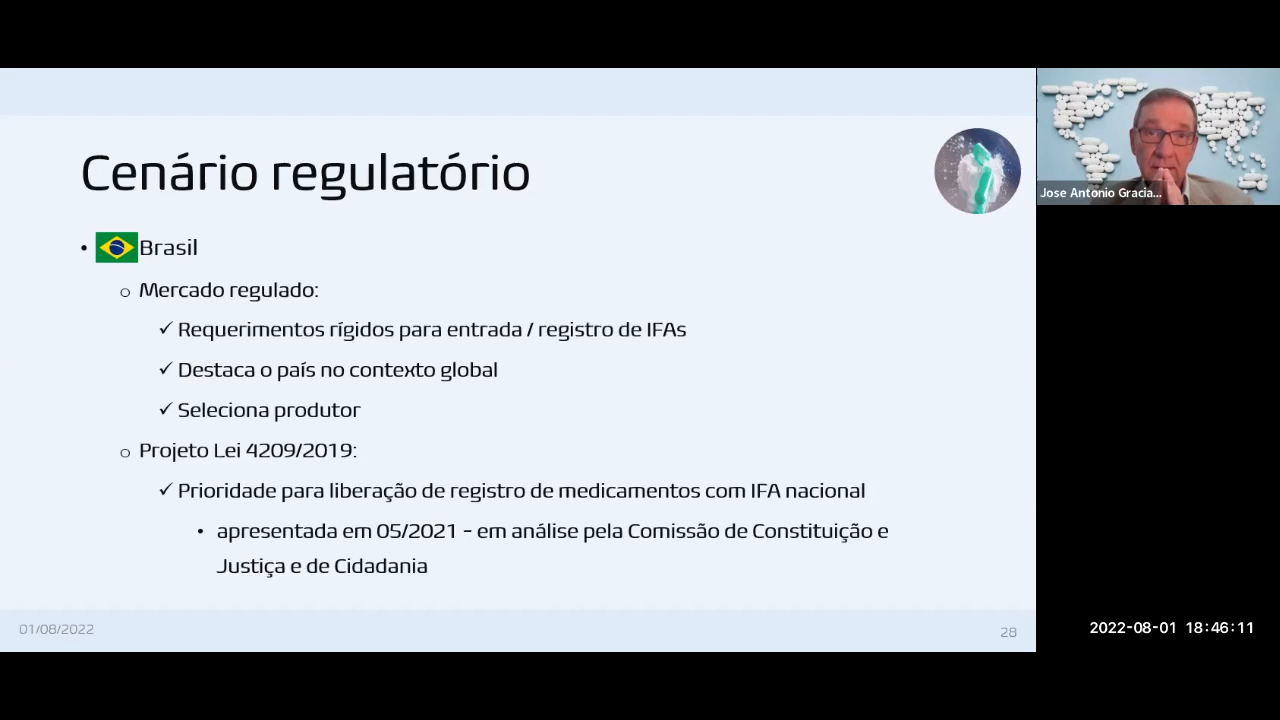 Cenário regulatório
• Brasil
o Mercado regulado:
✓ Requerimentos rígidos para entrada / registro de IFAs
✓ Destaca o país no contexto global
✓ Seleciona produtor
o Projeto Lei 4209/2019:
✓ Prioridade para liberação de registro de medicamentos com IFA nacional
• apresentada em 05/2021 - em análise pela Comissão de Constituição e
Justiça e de Cidadania
01/08/2022
28
Jose Antonio Gracia...
2022-08-01 18:46:11